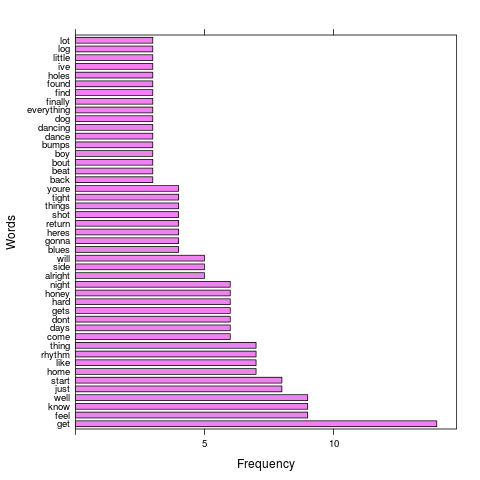 lot
log
little
ive
holes
found
find
finally
everything
dog
dancing
dance
bumps
boy
bout
beat
back
youre
tight
things
shot
return
heres
gonna
blues
will
side
alright
night
honey
hard
gets
dont
days
come
thing
rhythm
like
home
start
just
well
know
feel
get
Words
5 10
Frequency